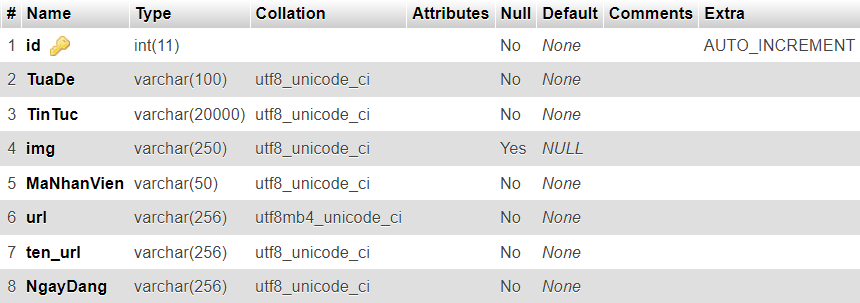 # Name Type Collation Attributes Null Default Comments Extra
1 id int(11) No None AUTO_INCREMENT
2 TuaDe varchar(100) utf8_unicode_ci No None
3 TinTuc varchar(20000) utf8_unicode_ci No None
4 img varchar(250) utf8_unicode_ci Yes NULL
5 MaNhanVien varchar(50) utf8_unicode_ci No None
6 url varchar(256) utf8mb4_unicode_ci No None
7 ten_url varchar(256) utf8_unicode_ci No None
8 NgayDang varchar(256) utf8_unicode_ci No None